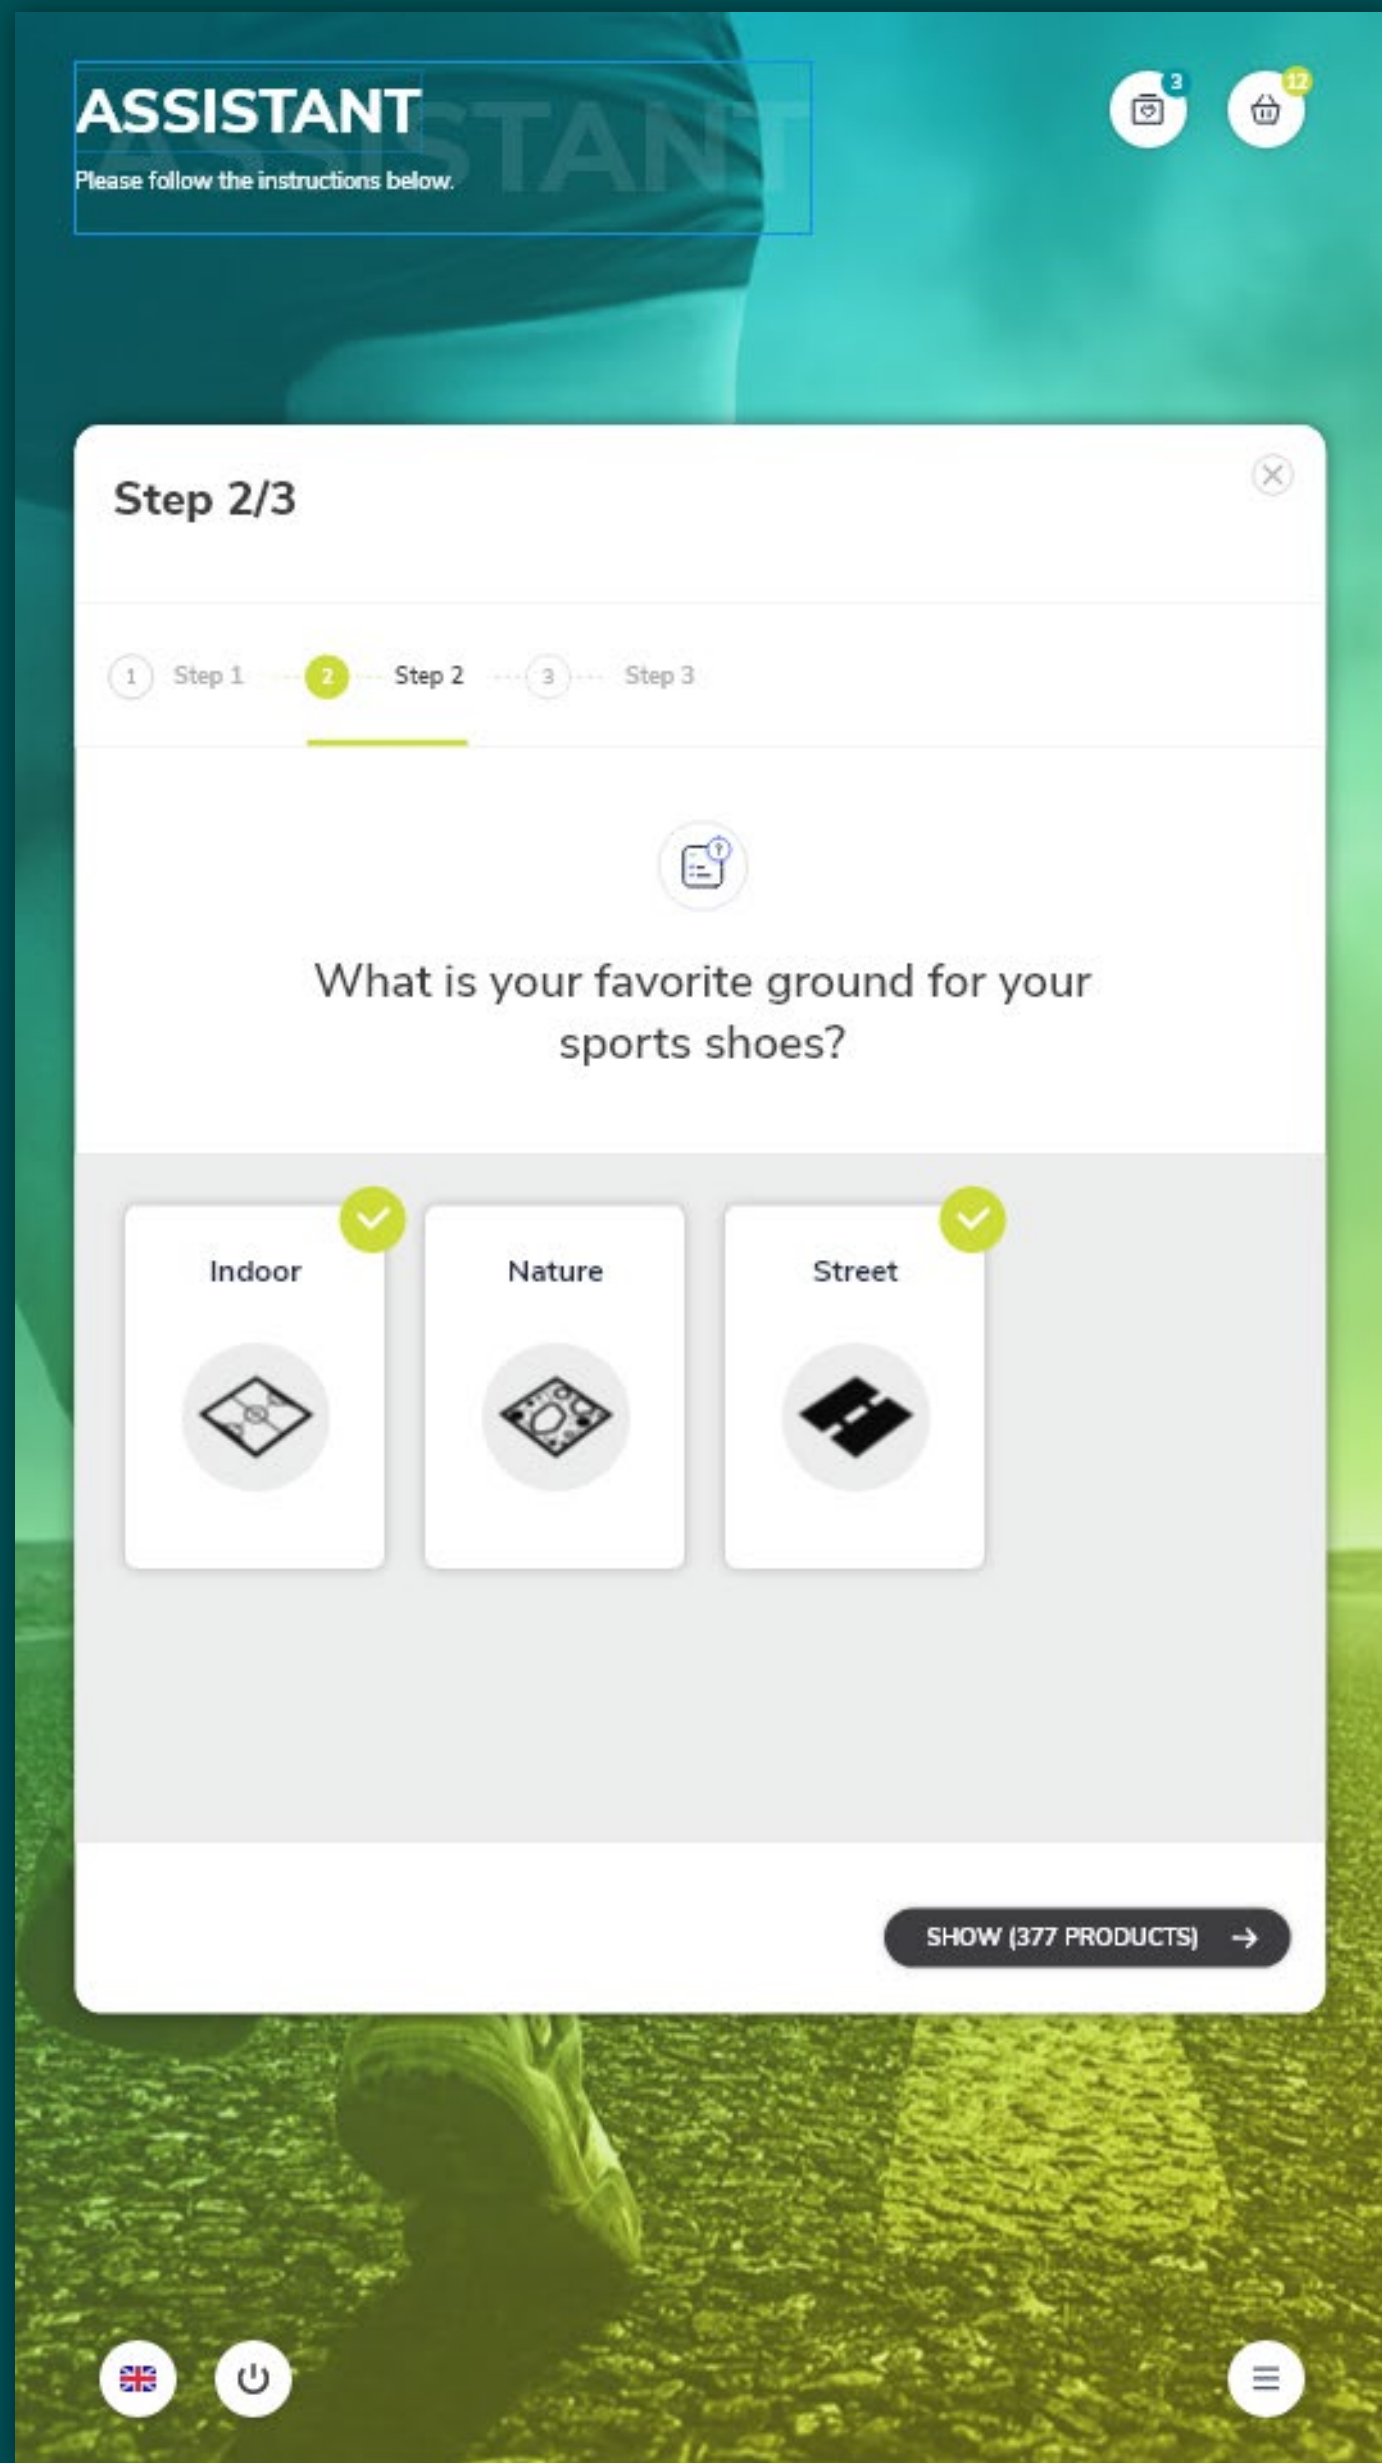 ASSISTANT
ASSISTANT
Please follow the instructions below.
3
12
Step 2/3
1 Step 1 2 Step 2 3 Step 3
What is your favorite ground for your
sports shoes?
Indoor Nature Street
SHOW (377 PRODUCTS)